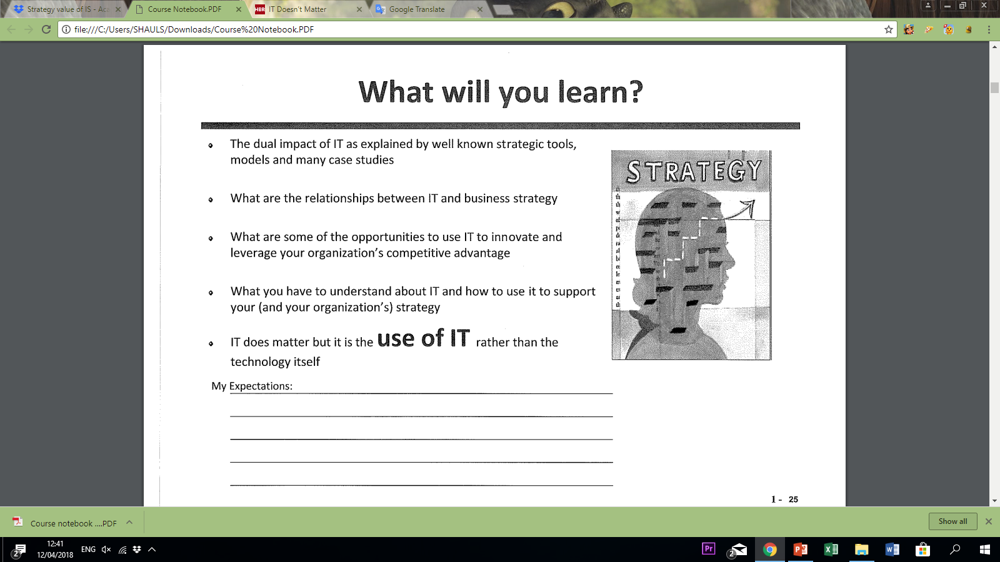 Strategy value of IS - Aca
Course Notebook.PDF
HBR IT Doesn't Matter
Google Translate
file:///C:/Users/SHAULS/Downloads/Course%20Notebook.PDF
What will you learn?
The dual impact of IT as explained by well known strategic tools,
models and many case studies
STRATEGY
What are the relationships between IT and business strategy
What are some of the opportunities to use IT to innovate and
leverage your organization's competitive advantage
What you have to understand about IT and how to use it to support
your (and your organization's) strategy
IT does matter but it is the use of IT rather than the
technology itself
My Expectations:
1 - 25
Course notebook ....PDF
Show all
2
12:41
12/04/2018
ENG
Pr
2